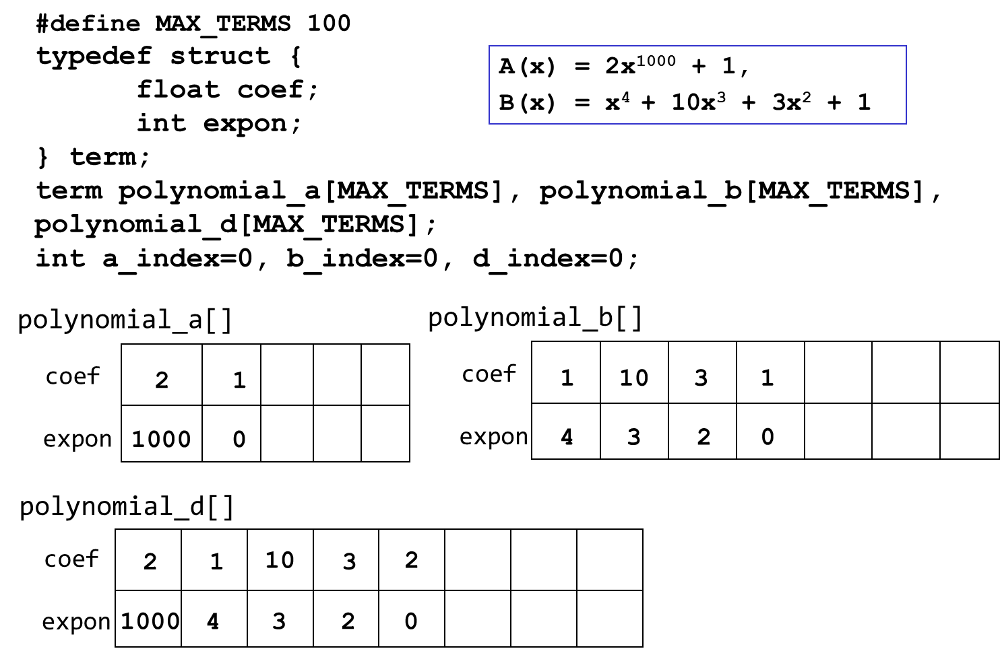 #define MAX_TERMS 100
typedef struct {
float coef;
int expon;
} term;
term polynomial_a[MAX_TERMS], polynomial_b[MAX_TERMS],
polynomial_d[MAX_TERMS];
int a_index=0, b_index=0, d_index=0;
A(x) = 2x¹⁰⁰⁰ + 1,
B(x) = x⁴ + 10x³ + 3x² + 1
polynomial_a[]
coef 2 1
expon 1000 0
polynomial_b[]
coef 1 10 3 1
expon 4 3 2 0
polynomial_d[]
coef 2 1 10 3 2
expon 1000 4 3 2 0